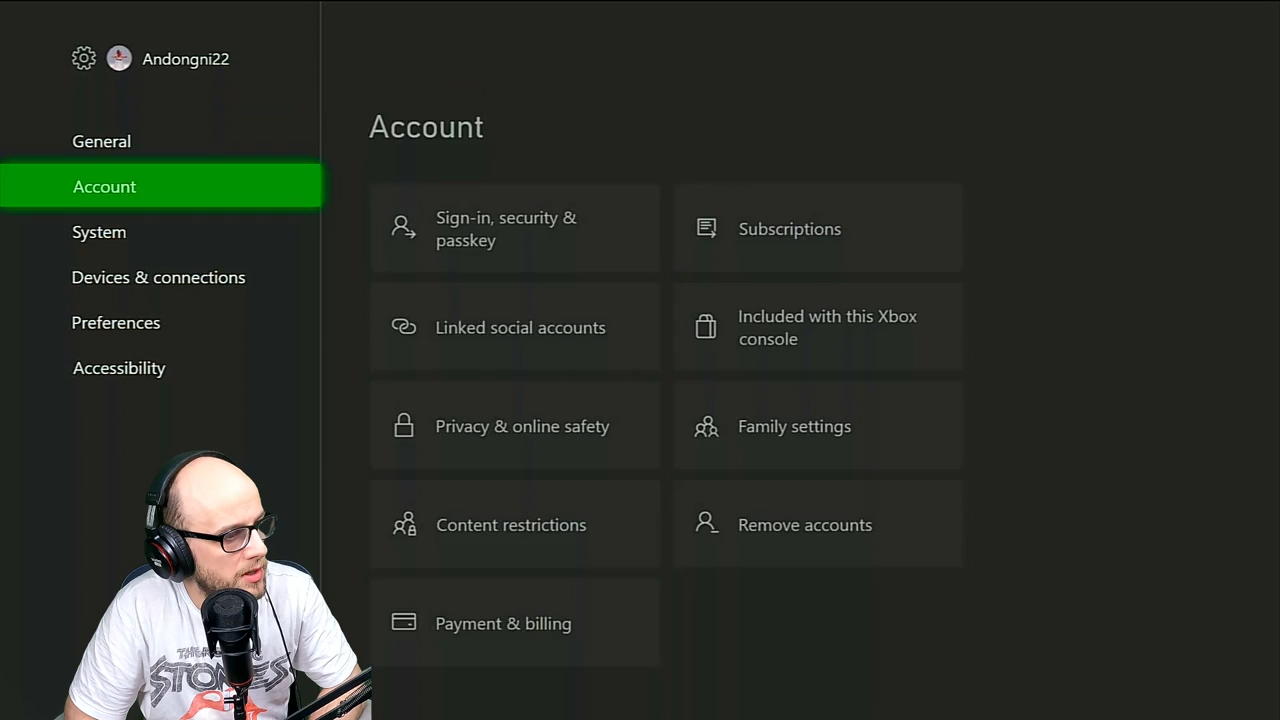 Andongni22
General
Account
System
Devices & connections
Preferences
Accessibility
Account
Sign-in, security &
passkey
Subscriptions
Linked social accounts
Included with this Xbox
console
Privacy & online safety
Family settings
Content restrictions
Remove accounts
Payment & billing
STONES